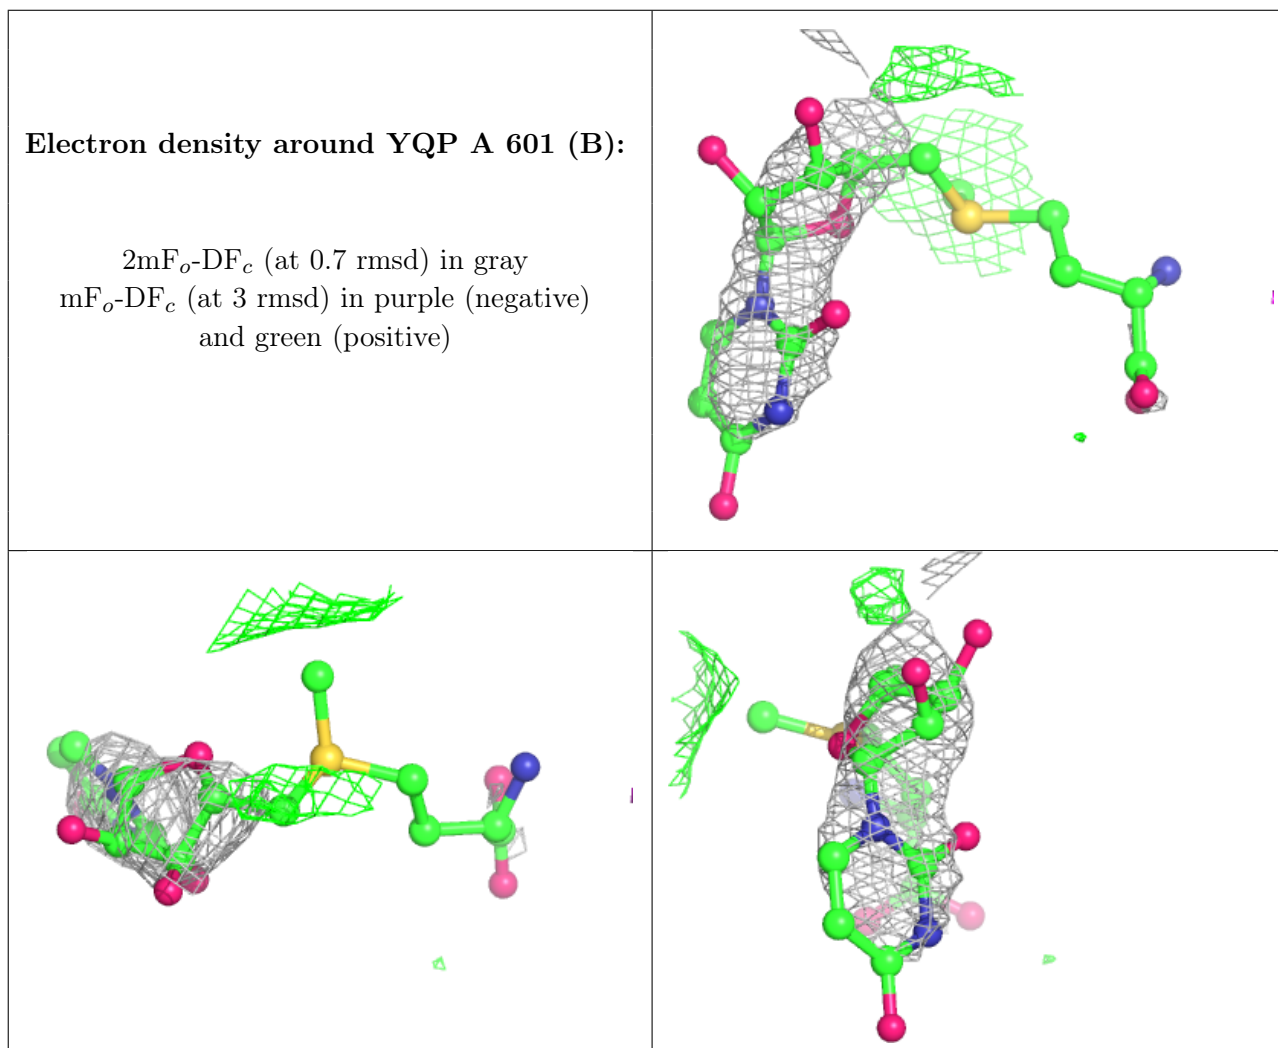 Electron density around YQP A 601 (B):
2mFo-DFc (at 0.7 rmsd) in gray
mFo-DFc (at 3 rmsd) in purple (negative)
and green (positive)